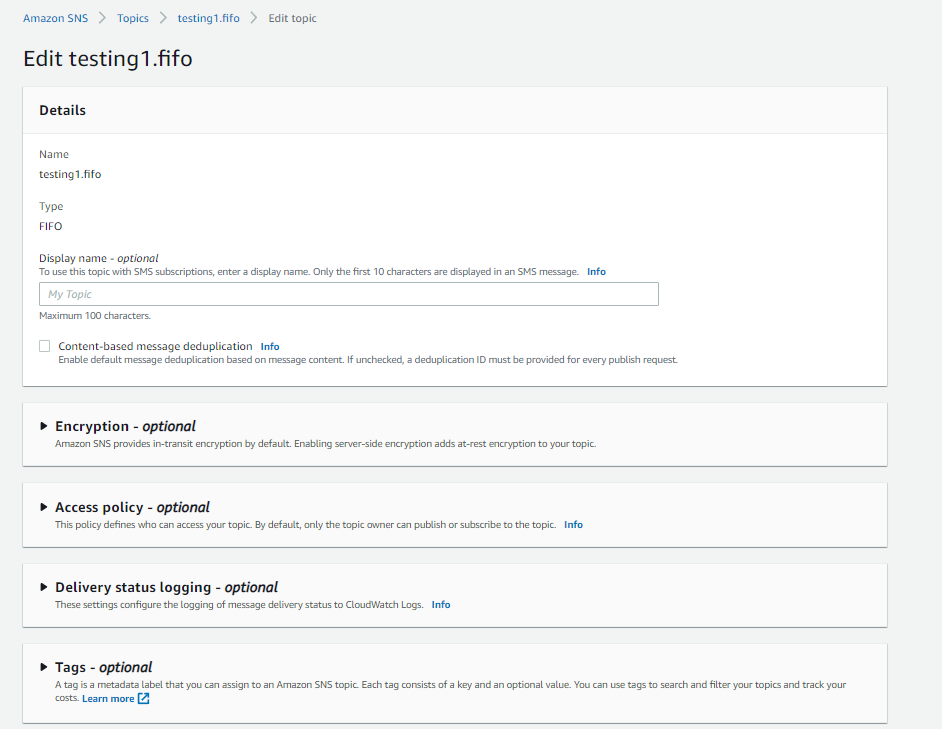 Amazon SNS > Topics > testing1.fifo > Edit topic
Edit testing1.fifo
Details
Name
testing1.fifo
Type
FIFO
Display name - optional
To use this topic with SMS subscriptions, enter a display name. Only the first 10 characters are displayed in an SMS message. Info
My Topic
Maximum 100 characters.
Content-based message deduplication Info
Enable default message deduplication based on message content. If unchecked, a deduplication ID must be provided for every publish request.
Encryption - optional
Amazon SNS provides in-transit encryption by default. Enabling server-side encryption adds at-rest encryption to your topic.
Access policy - optional
This policy defines who can access your topic. By default, only the topic owner can publish or subscribe to the topic. Info
Delivery status logging - optional
These settings configure the logging of message delivery status to CloudWatch Logs. Info
Tags - optional
A tag is a metadata label that you can assign to an Amazon SNS topic. Each tag consists of a key and an optional value. You can use tags to search and filter your topics and track your
costs. Learn more